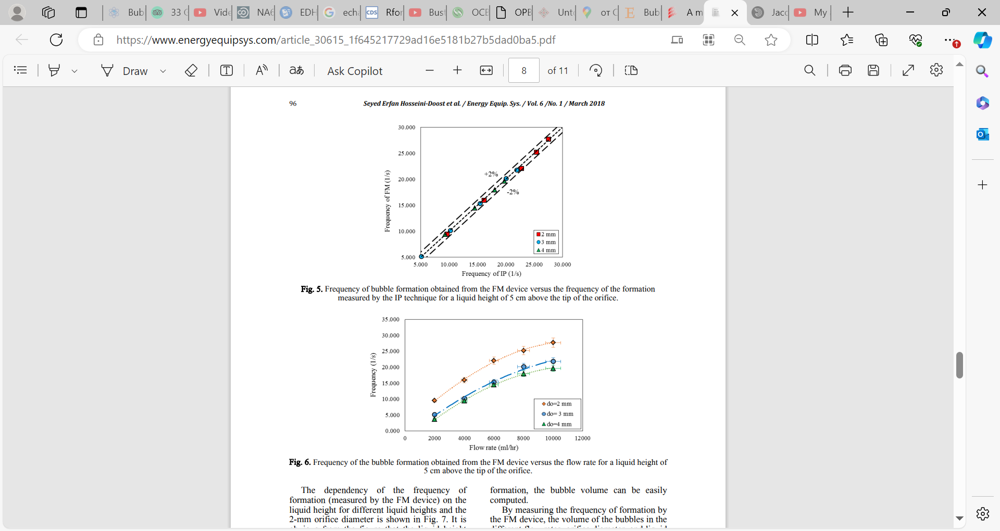 Bub
33 G
Vide
NA6
EDH
echa
CDS
Rfor
Bust
OCE
OPE
Unt
от С
Bub
A m
Jacc
My
https://www.energyequipsys.com/article_30615_1f645217729ad16e5181b27b5dad0ba5.pdf
Draw
Ask Copilot
8 of 11
96
Seyed Erfan Hosseini-Doost et al. / Energy Equip. Sys. / Vol. 6 /No. 1 / March 2018
30.000
25.000
20.000
15.000
10.000
5.000
Frequency of FM (1/s)
+2%
-2%
2 mm
3 mm
4 mm
5.000 10.000 15.000 20.000 25.000 30.000
Frequency of IP (1/s)
Fig. 5. Frequency of bubble formation obtained from the FM device versus the frequency of the formation
measured by the IP technique for a liquid height of 5 cm above the tip of the orifice.
35.000
30.000
25.000
20.000
15.000
10.000
5.000
0.000
Frequency (1/s)
do=2 mm
do= 3 mm
do=4 mm
0 2000 4000 6000 8000 10000 12000
Flow rate (ml/hr)
Fig. 6. Frequency of the bubble formation obtained from the FM device versus the flow rate for a liquid height of
5 cm above the tip of the orifice.
The dependency of the frequency of
formation (measured by the FM device) on the
liquid height for different liquid heights and the
2-mm orifice diameter is shown in Fig. 7. It is
formation, the bubble volume can be easily
computed.
By measuring the frequency of formation by
the FM device, the volume of the bubbles in the